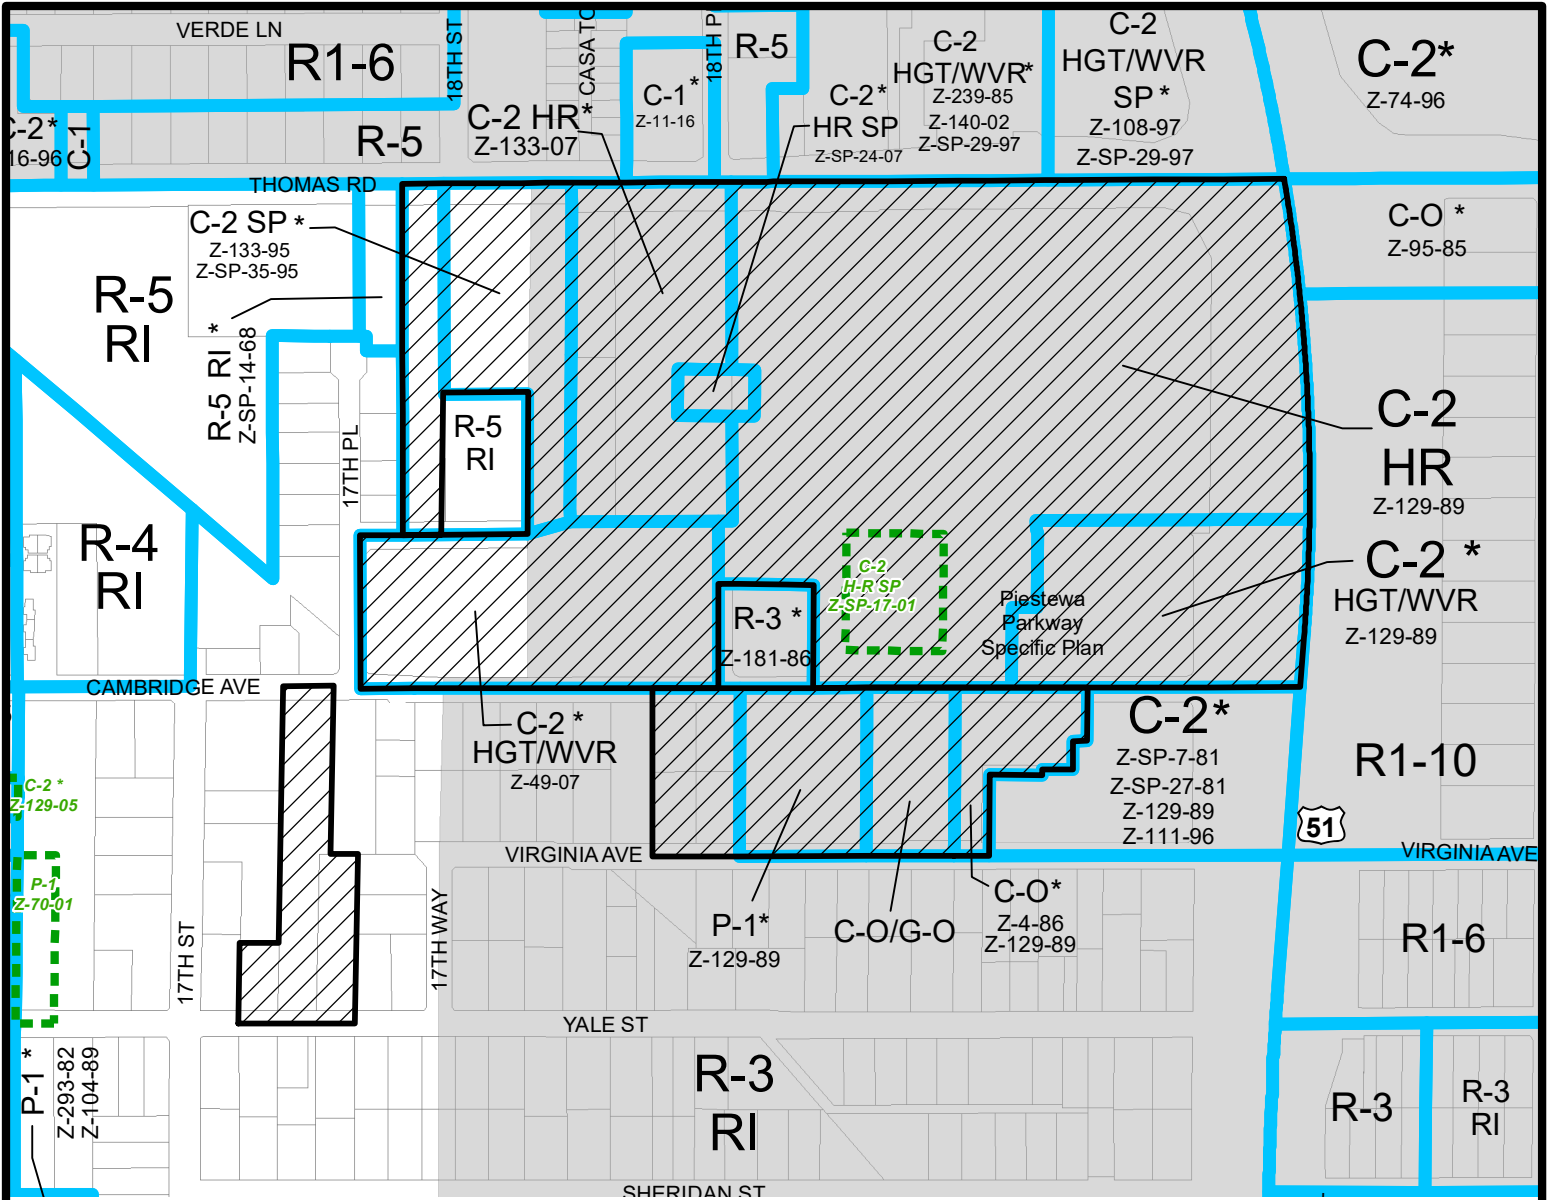 VERDE LN
R1-6
18TH ST
CASA TO
18TH P
R-5
C-2
HGT/WVR*
Z-239-85
Z-140-02
Z-SP-29-97
C-2
HGT/WVR
SP *
Z-108-97
Z-SP-29-97
C-2*
Z-74-96
C-2*
16-96
C-1
R-5
C-2 HR*
Z-133-07
C-1*
Z-11-16
C-2*
HR SP
Z-SP-24-07
THOMAS RD
C-2 SP *
Z-133-95
Z-SP-35-95
C-O *
Z-95-85
R-5
RI
R-5 RI *
Z-SP-14-68
17TH PL
R-5
RI
C-2
HR
Z-129-89
R-4
RI
C-2
H-R SP
Z-SP-17-01
C-2 *
HGT/WVR
Z-129-89
R-3 *
Z-181-86
Piestewa
Parkway
Specific Plan
CAMBRIDGE AVE
C-2 *
HGT/WVR
Z-49-07
C-2*
Z-SP-7-81
Z-SP-27-81
Z-129-89
Z-111-96
R1-10
51
C-2 *
Z-129-05
VIRGINIA AVE
VIRGINIA AVE
P-1
Z-70-01
17TH ST
17TH WAY
P-1*
Z-129-89
C-O/G-O
C-O*
Z-4-86
Z-129-89
R1-6
YALE ST
P-1 *
Z-293-82
Z-104-89
R-3
RI
R-3
R-3
RI
SHERIDAN ST